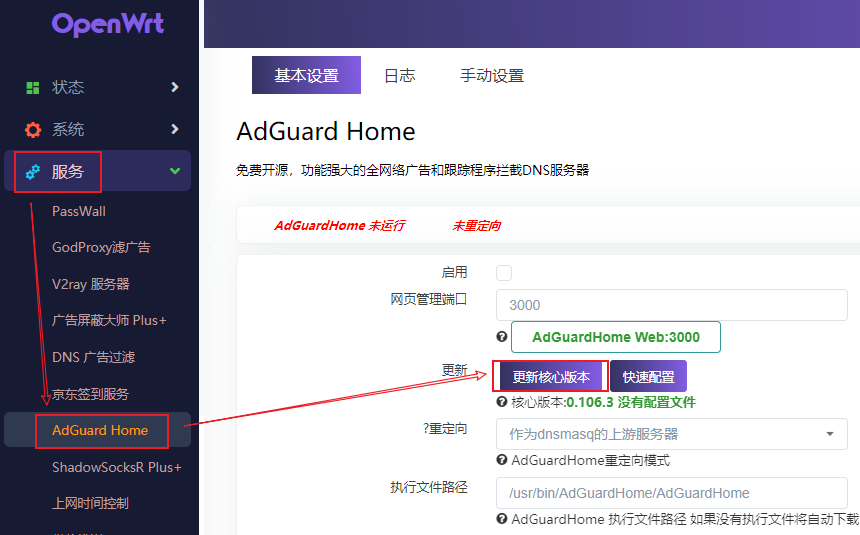 OpenWrt
状态
系统
服务
PassWall
GodProxy滤广告
V2ray 服务器
广告屏蔽大师 Plus+
DNS 广告过滤
京东签到服务
AdGuard Home
ShadowSocksR Plus+
上网时间控制
基本设置 日志 手动设置
AdGuard Home
免费开源，功能强大的全网络广告和跟踪程序拦截DNS服务器
AdGuardHome 未运行 未重定向
启用
网页管理端口 3000
AdGuardHome Web:3000
更新 更新核心版本 快速配置
核心版本:0.106.3 没有配置文件
?重定向 作为dnsmasq的上游服务器
AdGuardHome重定向模式
执行文件路径 /usr/bin/AdGuardHome/AdGuardHome
AdGuardHome 执行文件路径 如果没有执行文件将自动下载